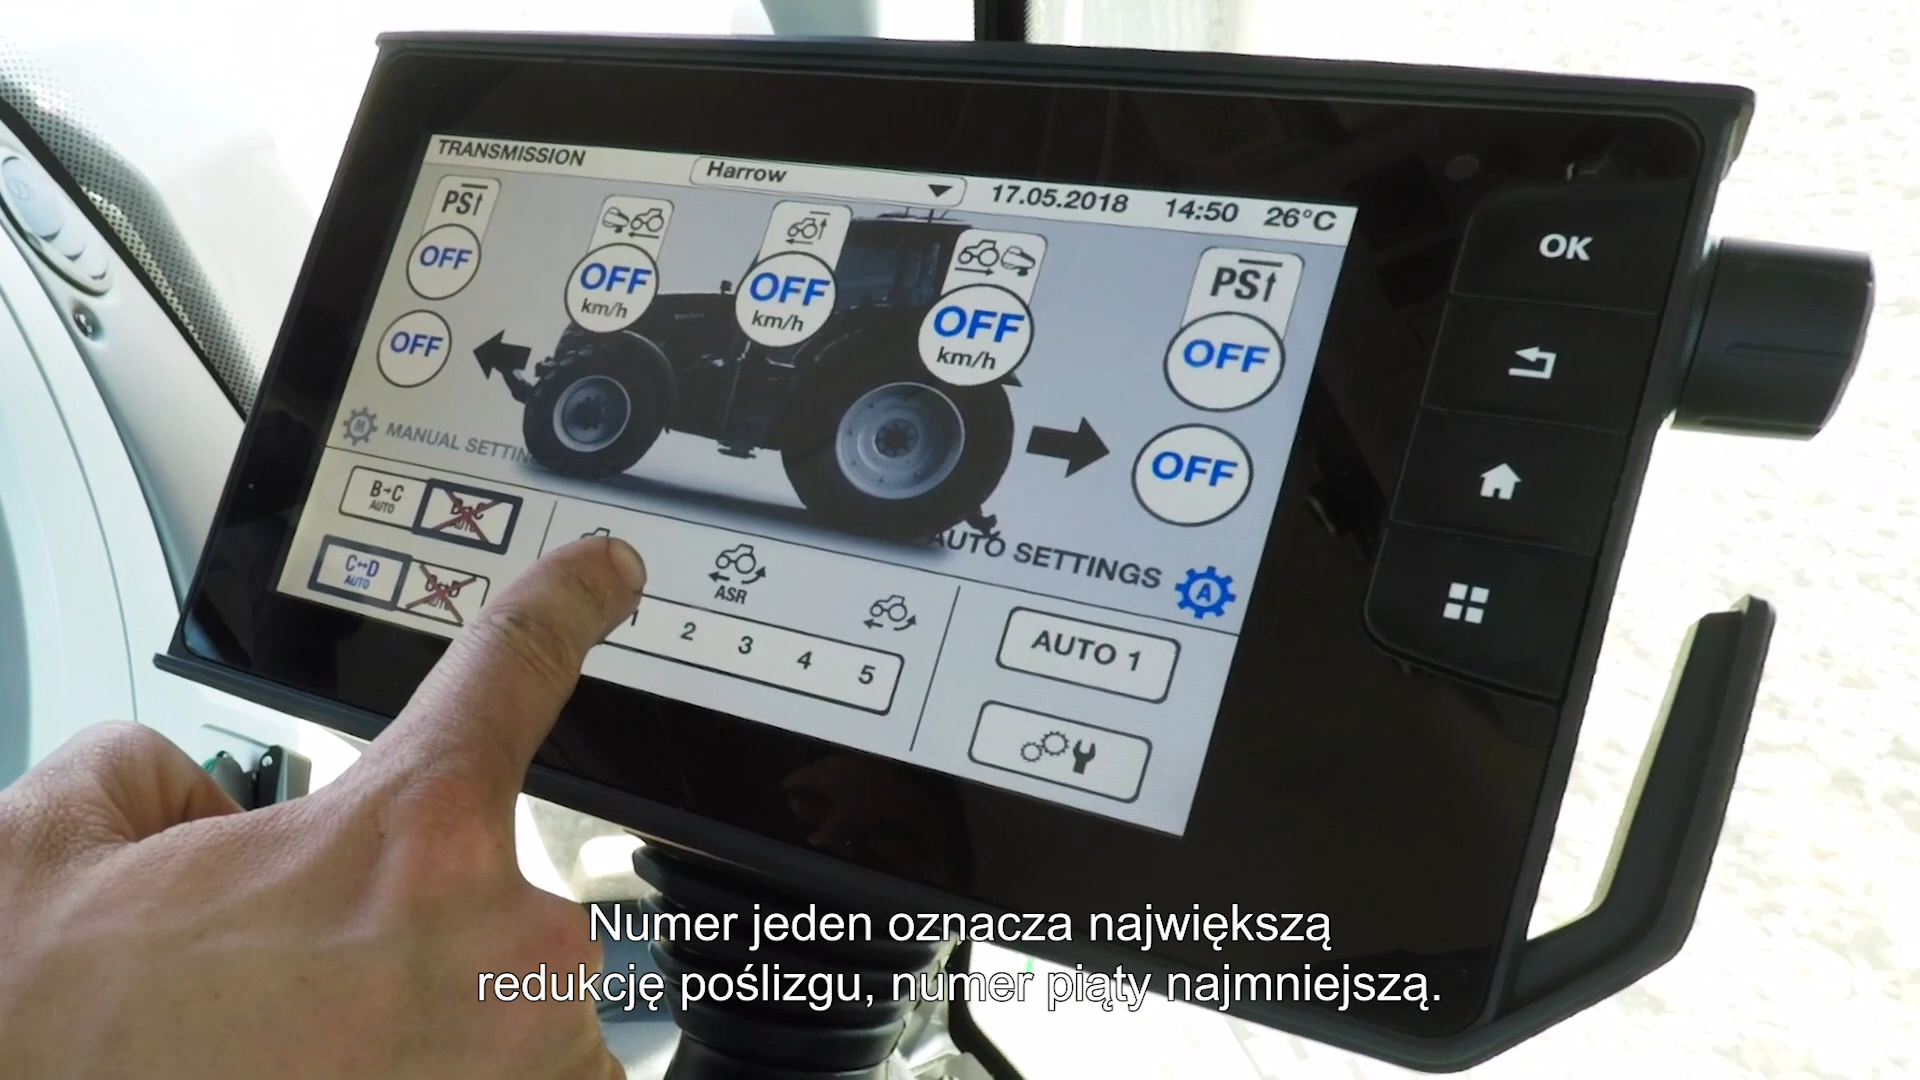 TRANSMISSION
Harrow
17.05.2018 14:50 26°C
PS
OFF
OFF
OFF
km/h
OFF
km/h
OFF
km/h
PS
OFF
OFF
M
MANUAL SETTIN
AUTO SETTINGS
A
B→C
AUTO
C↔D
AUTO
ASR
1 2 3 4 5
AUTO 1
OK
Numer jeden oznacza największą
redukcję poślizgu, numer piąty najmniejszą.